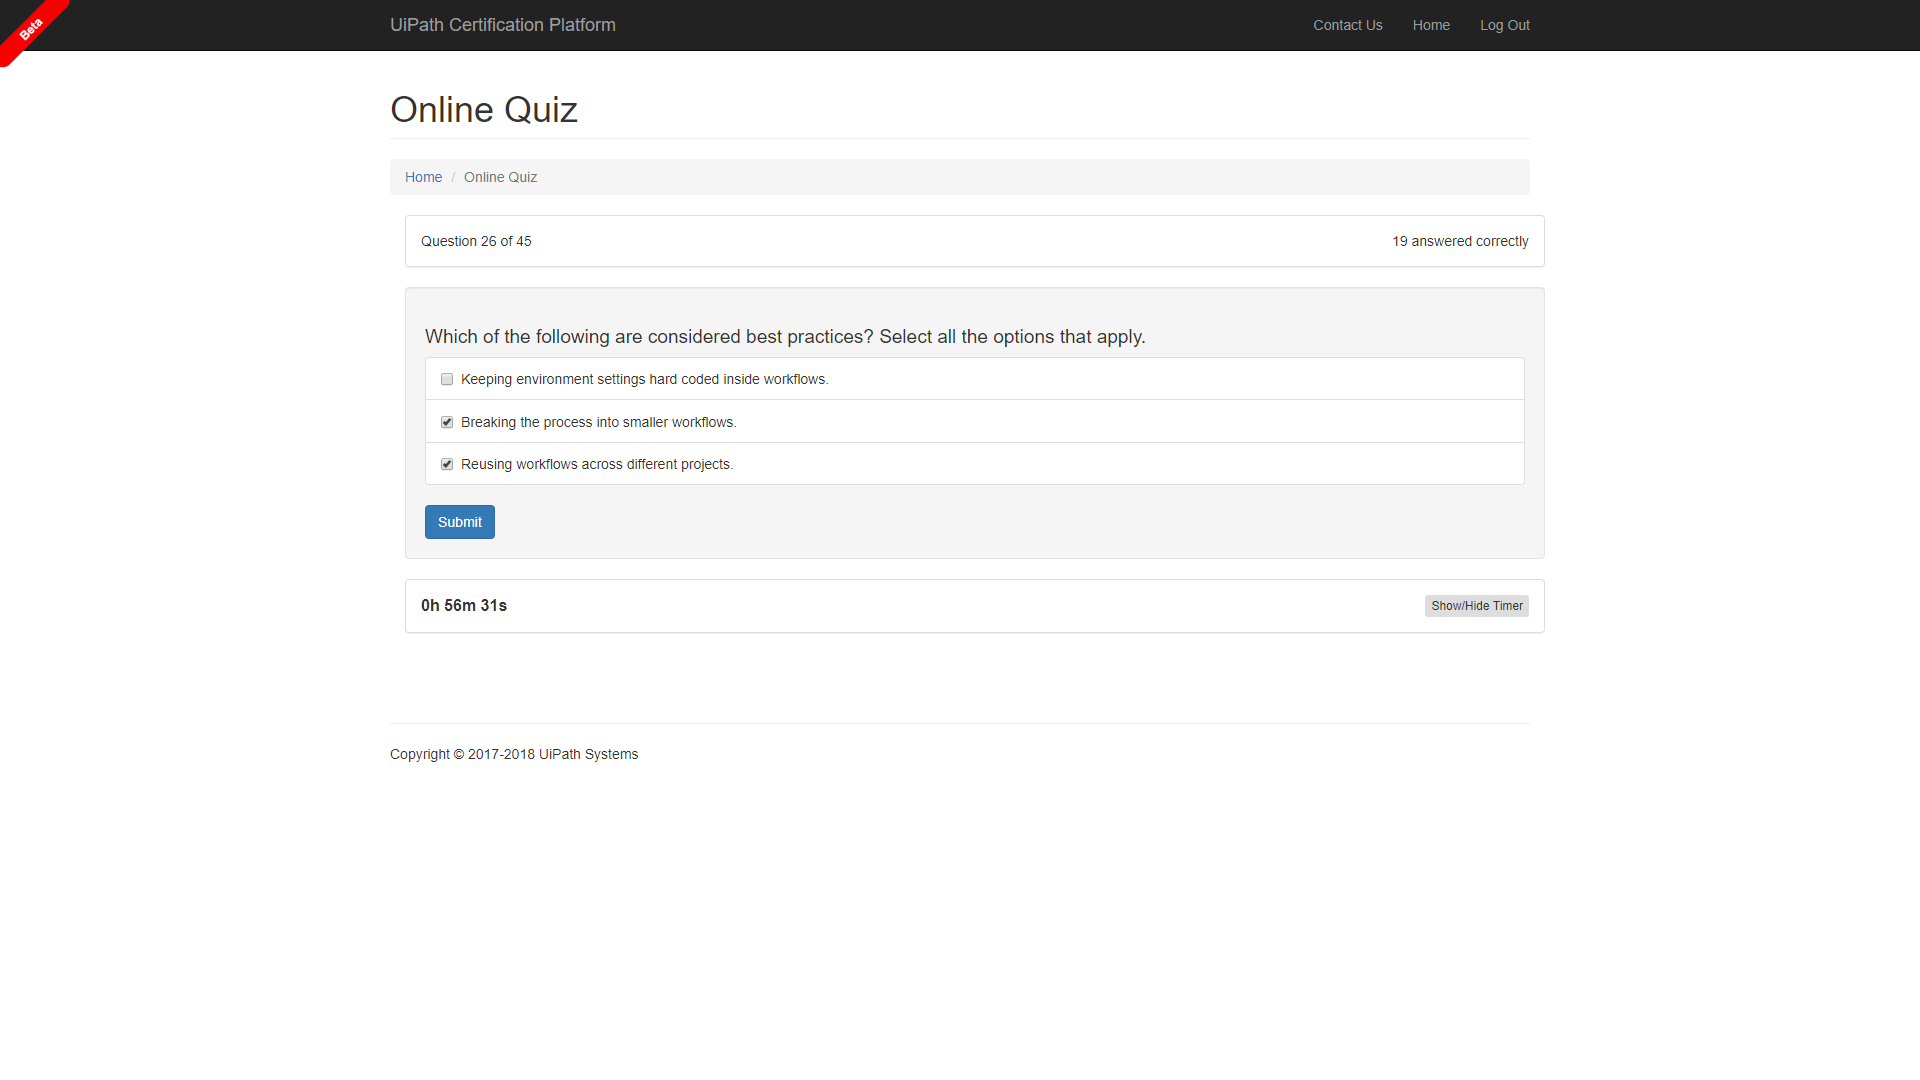 Beta
UiPath Certification Platform
Contact Us
Home
Log Out
Online Quiz
Home / Online Quiz
Question 26 of 45
19 answered correctly
Which of the following are considered best practices? Select all the options that apply.
Keeping environment settings hard coded inside workflows.
Breaking the process into smaller workflows.
Reusing workflows across different projects.
Submit
0h 56m 31s
Show/Hide Timer
Copyright © 2017-2018 UiPath Systems